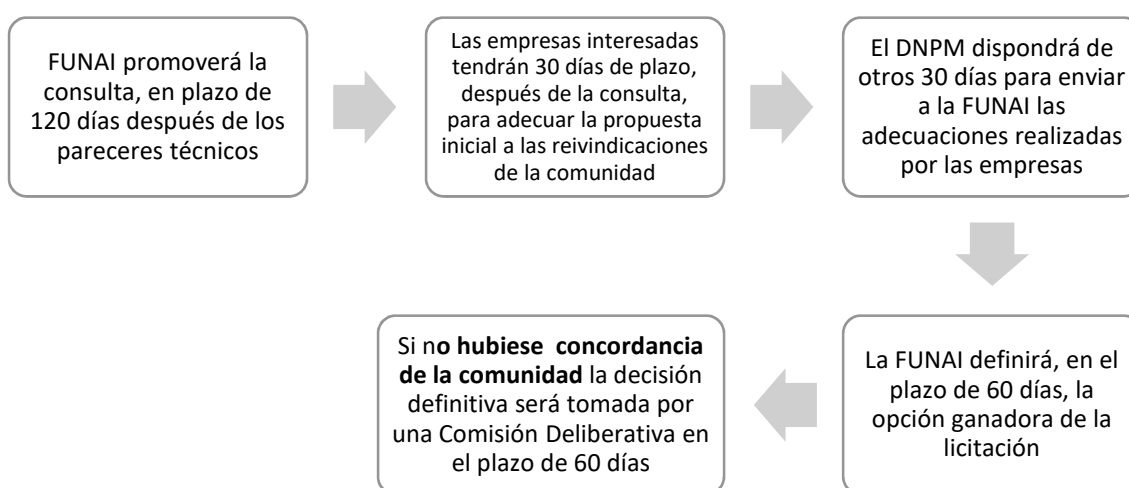 FUNAI promoverá la
consulta, en plazo de
120 días después de los
pareceres técnicos
Las empresas interesadas
tendrán 30 días de plazo,
después de la consulta,
para adecuar la propuesta
inicial a las reivindicaciones
de la comunidad
El DNPM dispondrá de
otros 30 días para enviar
a la FUNAI las
adecuaciones realizadas
por las empresas
La FUNAI definirá, en el
plazo de 60 días, la
opción ganadora de la
licitación
Si no hubiese concordancia
de la comunidad la decisión
definitiva será tomada por
una Comisión Deliberativa en
el plazo de 60 días